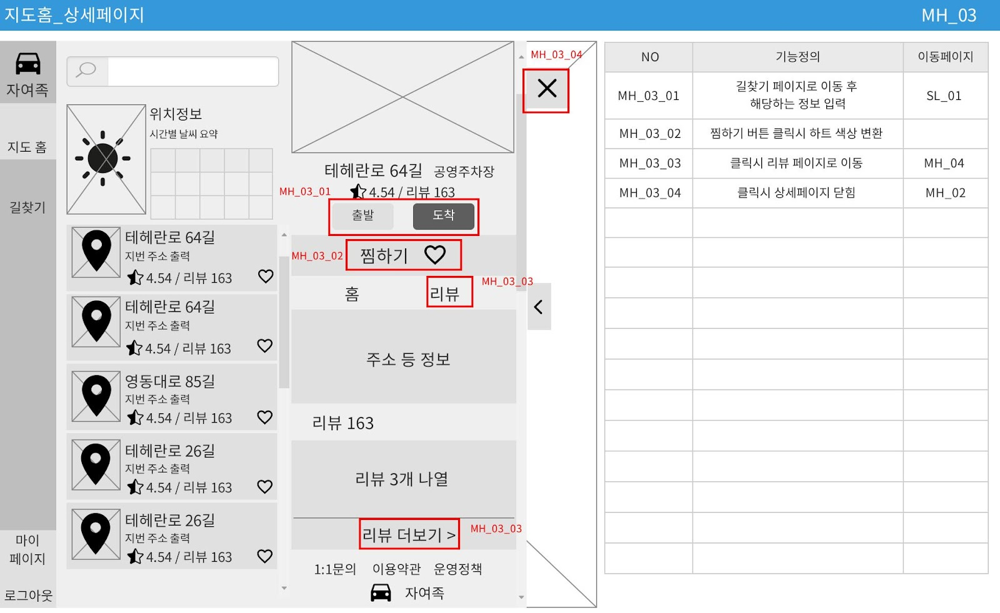 지도홈_상세페이지
MH_03
자여족
지도 홈
길찾기
마이
페이지
로그아웃
위치정보
시간별 날씨 요약
테헤란로 64길
지번 주소 출력
4.54 / 리뷰 163
테헤란로 64길
지번 주소 출력
4.54 / 리뷰 163
영동대로 85길
지번 주소 출력
4.54 / 리뷰 163
테헤란로 26길
지번 주소 출력
4.54 / 리뷰 163
테헤란로 26길
지번 주소 출력
4.54 / 리뷰 163
MH_03_04
테헤란로 64길 공영주차장
4.54 / 리뷰 163
MH_03_01
출발 도착
MH_03_02
찜하기
MH_03_03
홈 리뷰
주소 등 정보
리뷰 163
리뷰 3개 나열
리뷰 더보기 >
MH_03_03
1:1문의 이용약관 운영정책
자여족
NO 기능정의 이동페이지
MH_03_01 길찾기 페이지로 이동 후 SL_01
해당하는 정보 입력
MH_03_02 찜하기 버튼 클릭시 하트 색상 변환
MH_03_03 클릭시 리뷰 페이지로 이동 MH_04
MH_03_04 클릭시 상세페이지 닫힘 MH_02